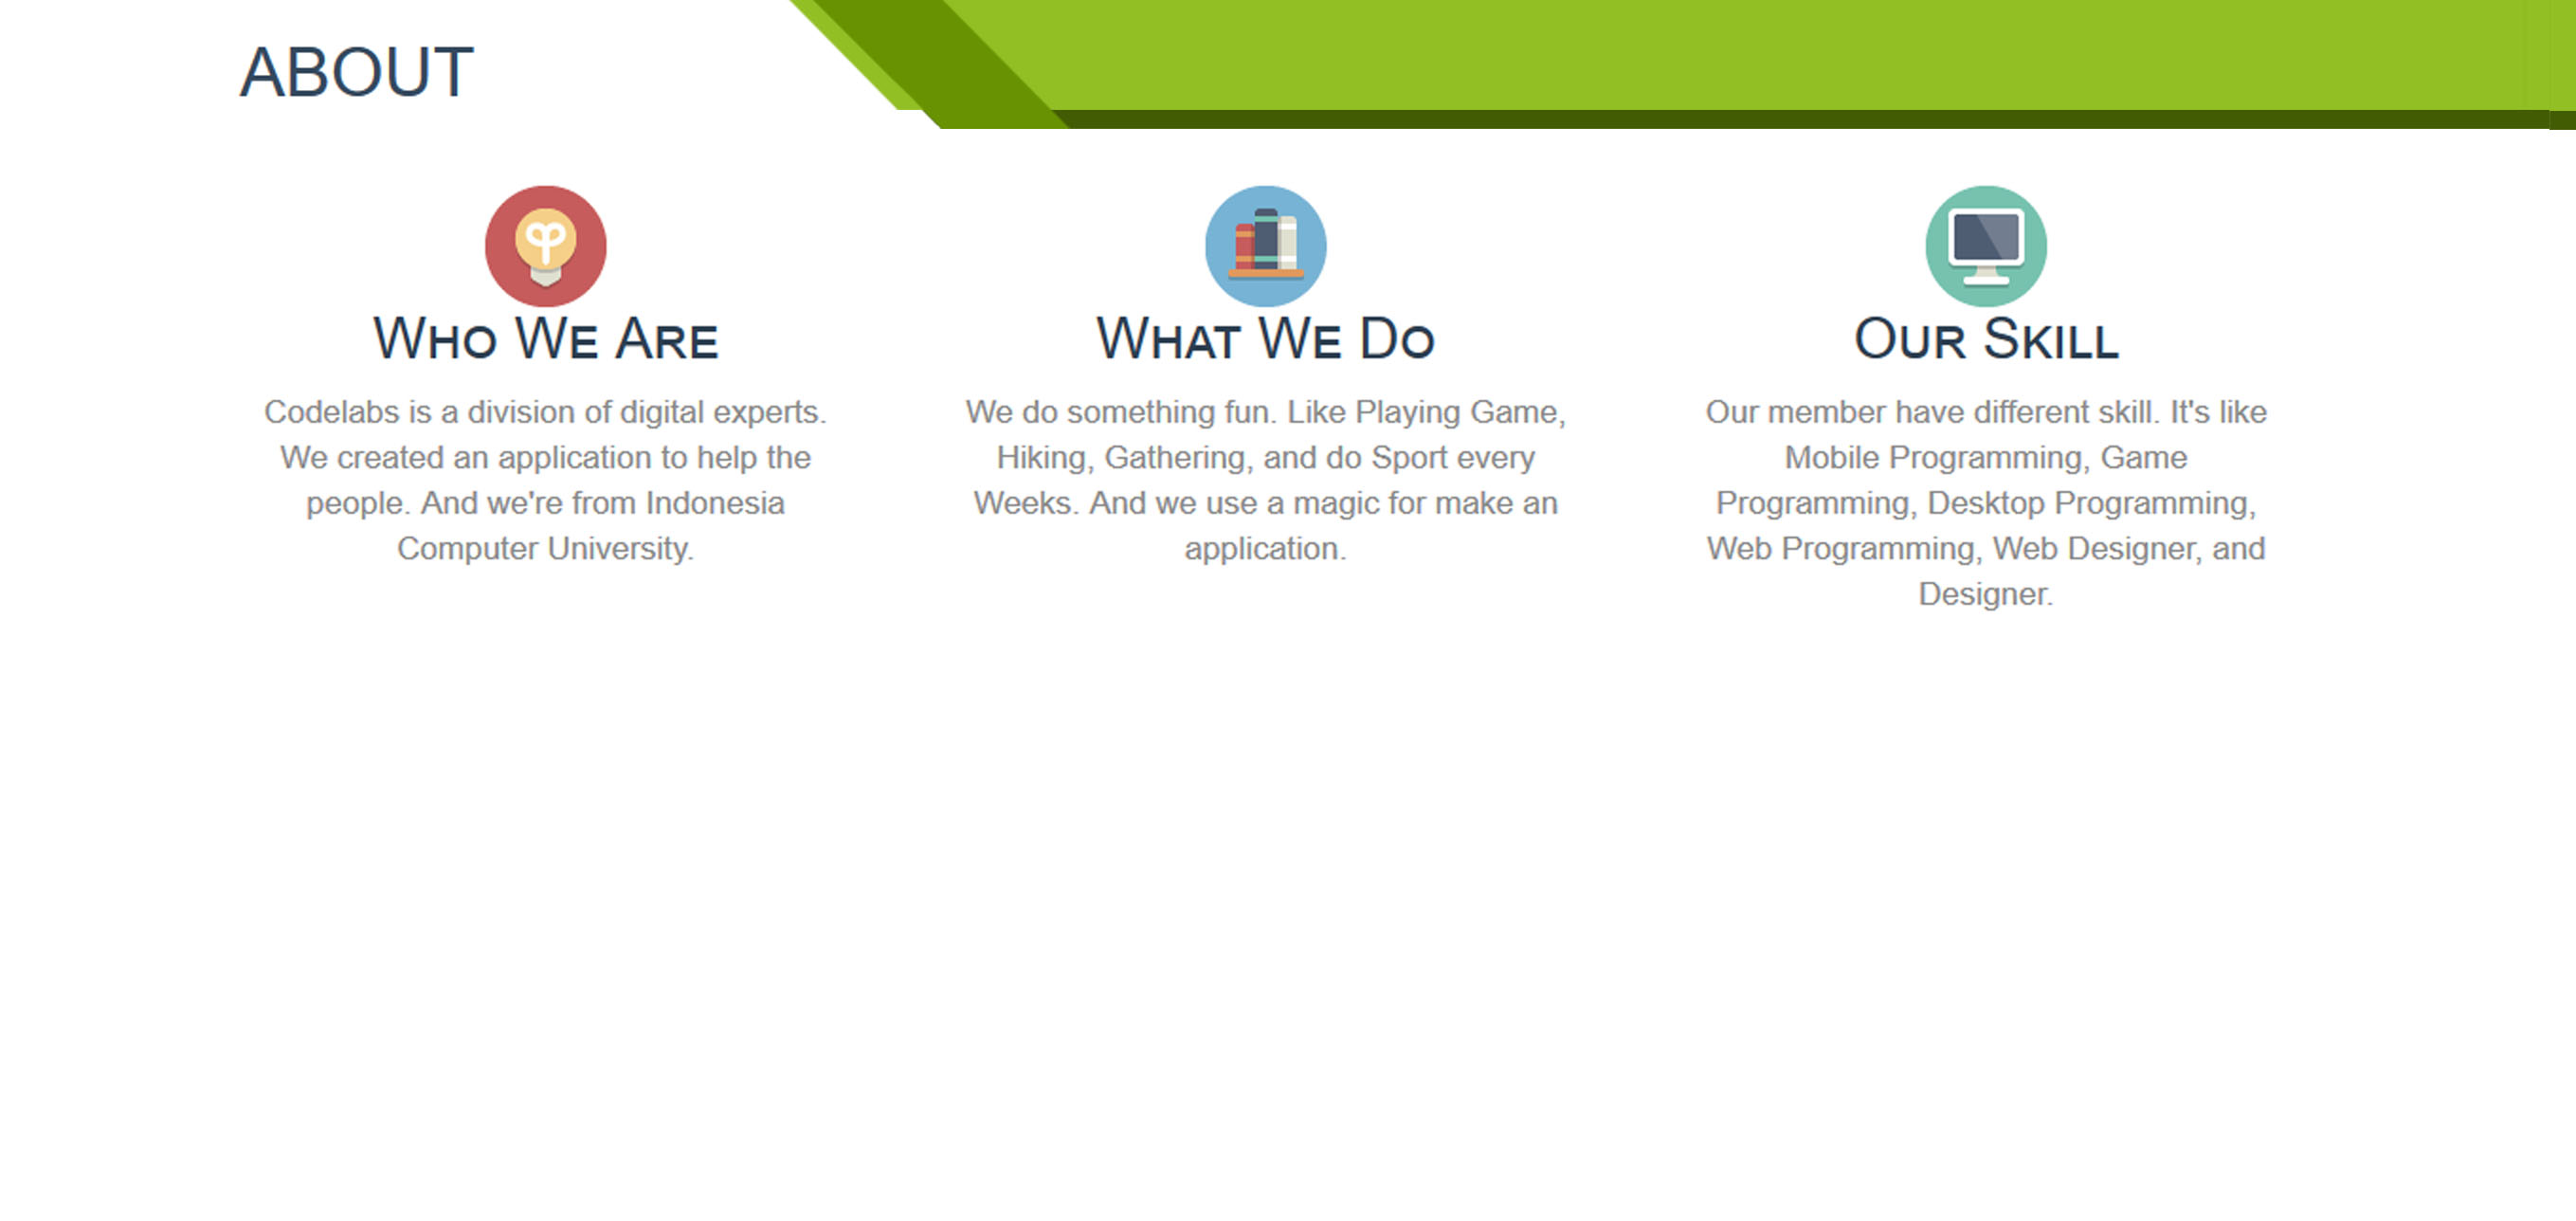 ABOUT
Who We Are
Codelabs is a division of digital experts.
We created an application to help the
people. And we're from Indonesia
Computer University.
What We Do
We do something fun. Like Playing Game,
Hiking, Gathering, and do Sport every
Weeks. And we use a magic for make an
application.
Our Skill
Our member have different skill. It's like
Mobile Programming, Game
Programming, Desktop Programming,
Web Programming, Web Designer, and
Designer.